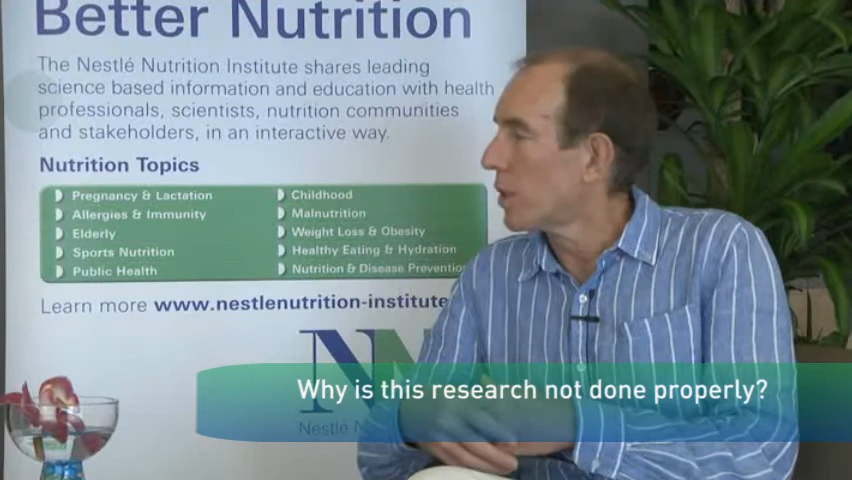 Better Nutrition
The Nestlé Nutrition Institute shares leading
science based information and education with health
professionals, scientists, nutrition communities
and stakeholders, in an interactive way.
Nutrition Topics
Pregnancy & Lactation
Allergies & Immunity
Elderly
Sports Nutrition
Public Health
Childhood
Malnutrition
Weight Loss & Obesity
Healthy Eating & Hydration
Nutrition & Disease Prevention
Learn more www.nestlenutrition-institute
NN
Why is this research not done properly?
Nestlé N